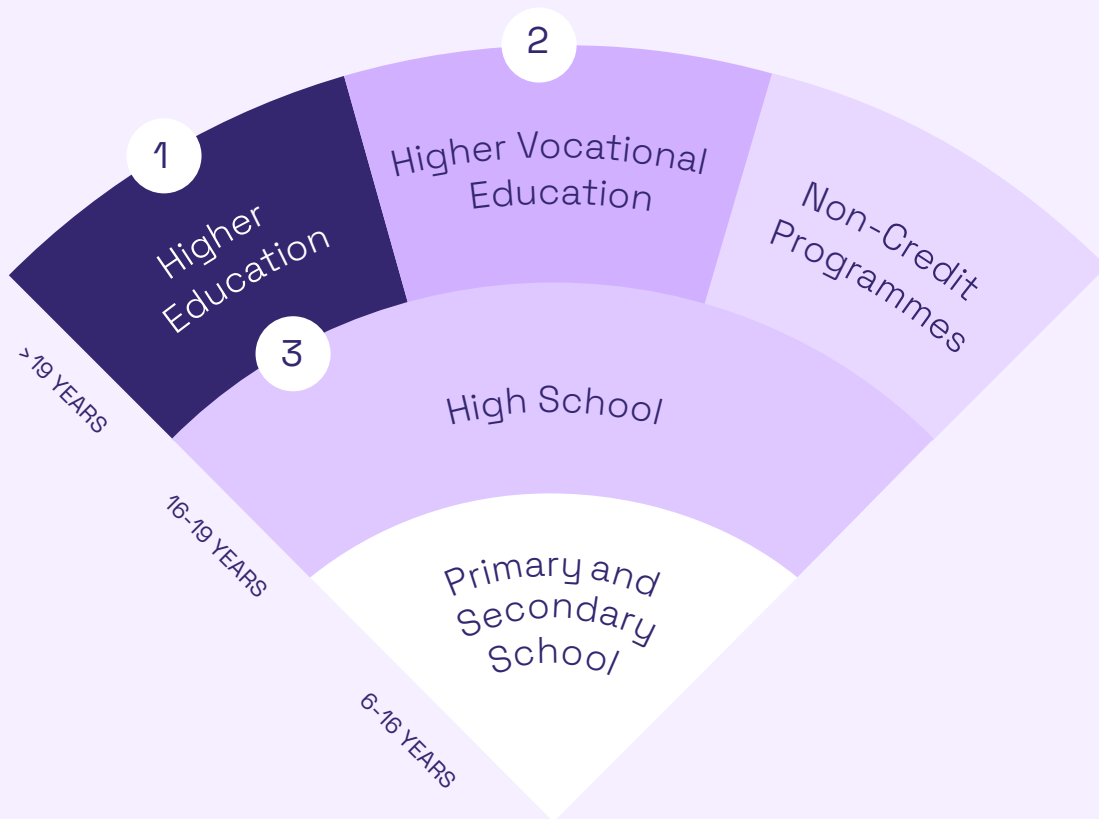 2
1
Higher Vocational
Education
Non-Credit
Programmes
Higher
Education
3
> 19 YEARS
High School
16-19 YEARS
Primary and
Secondary
School
6-16 YEARS